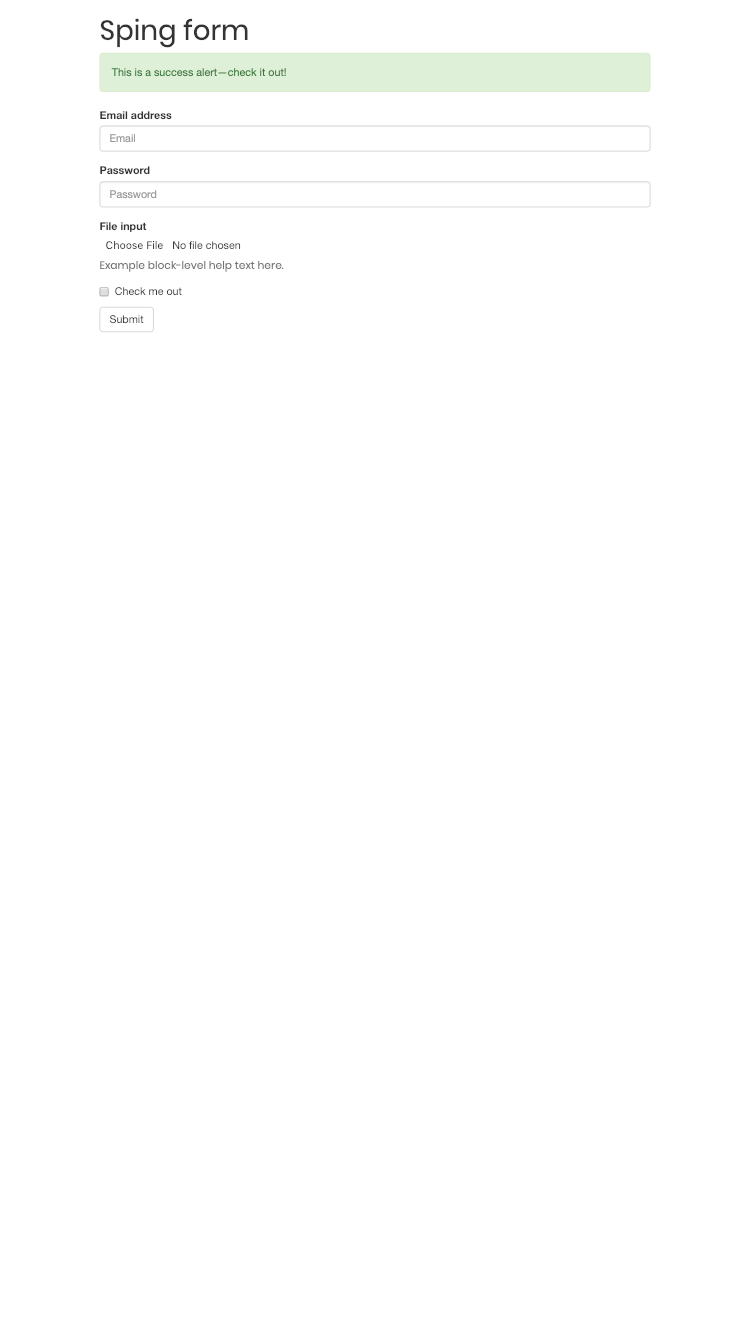 Sping form
This is a success alert—check it out!
Email address
Email
Password
Password
File input
Choose File No file chosen
Example block-level help text here.
Check me out
Submit